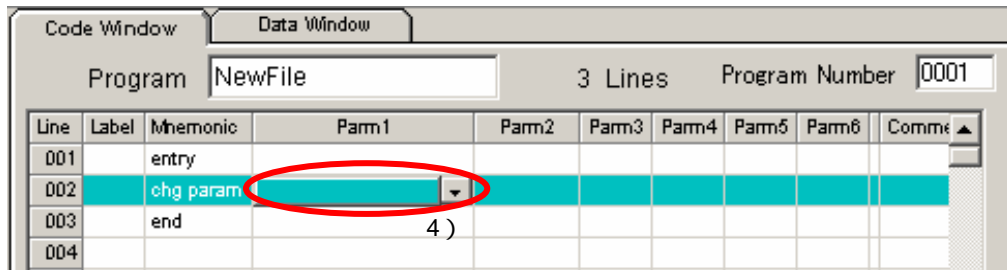 Code Window Data Window
Program NewFile 3 Lines Program Number 0001
Line Label Mnemonic Parm1 Parm2 Parm3 Parm4 Parm5 Parm6 Comme
001 entry
002 chg param
003 end
4)
004